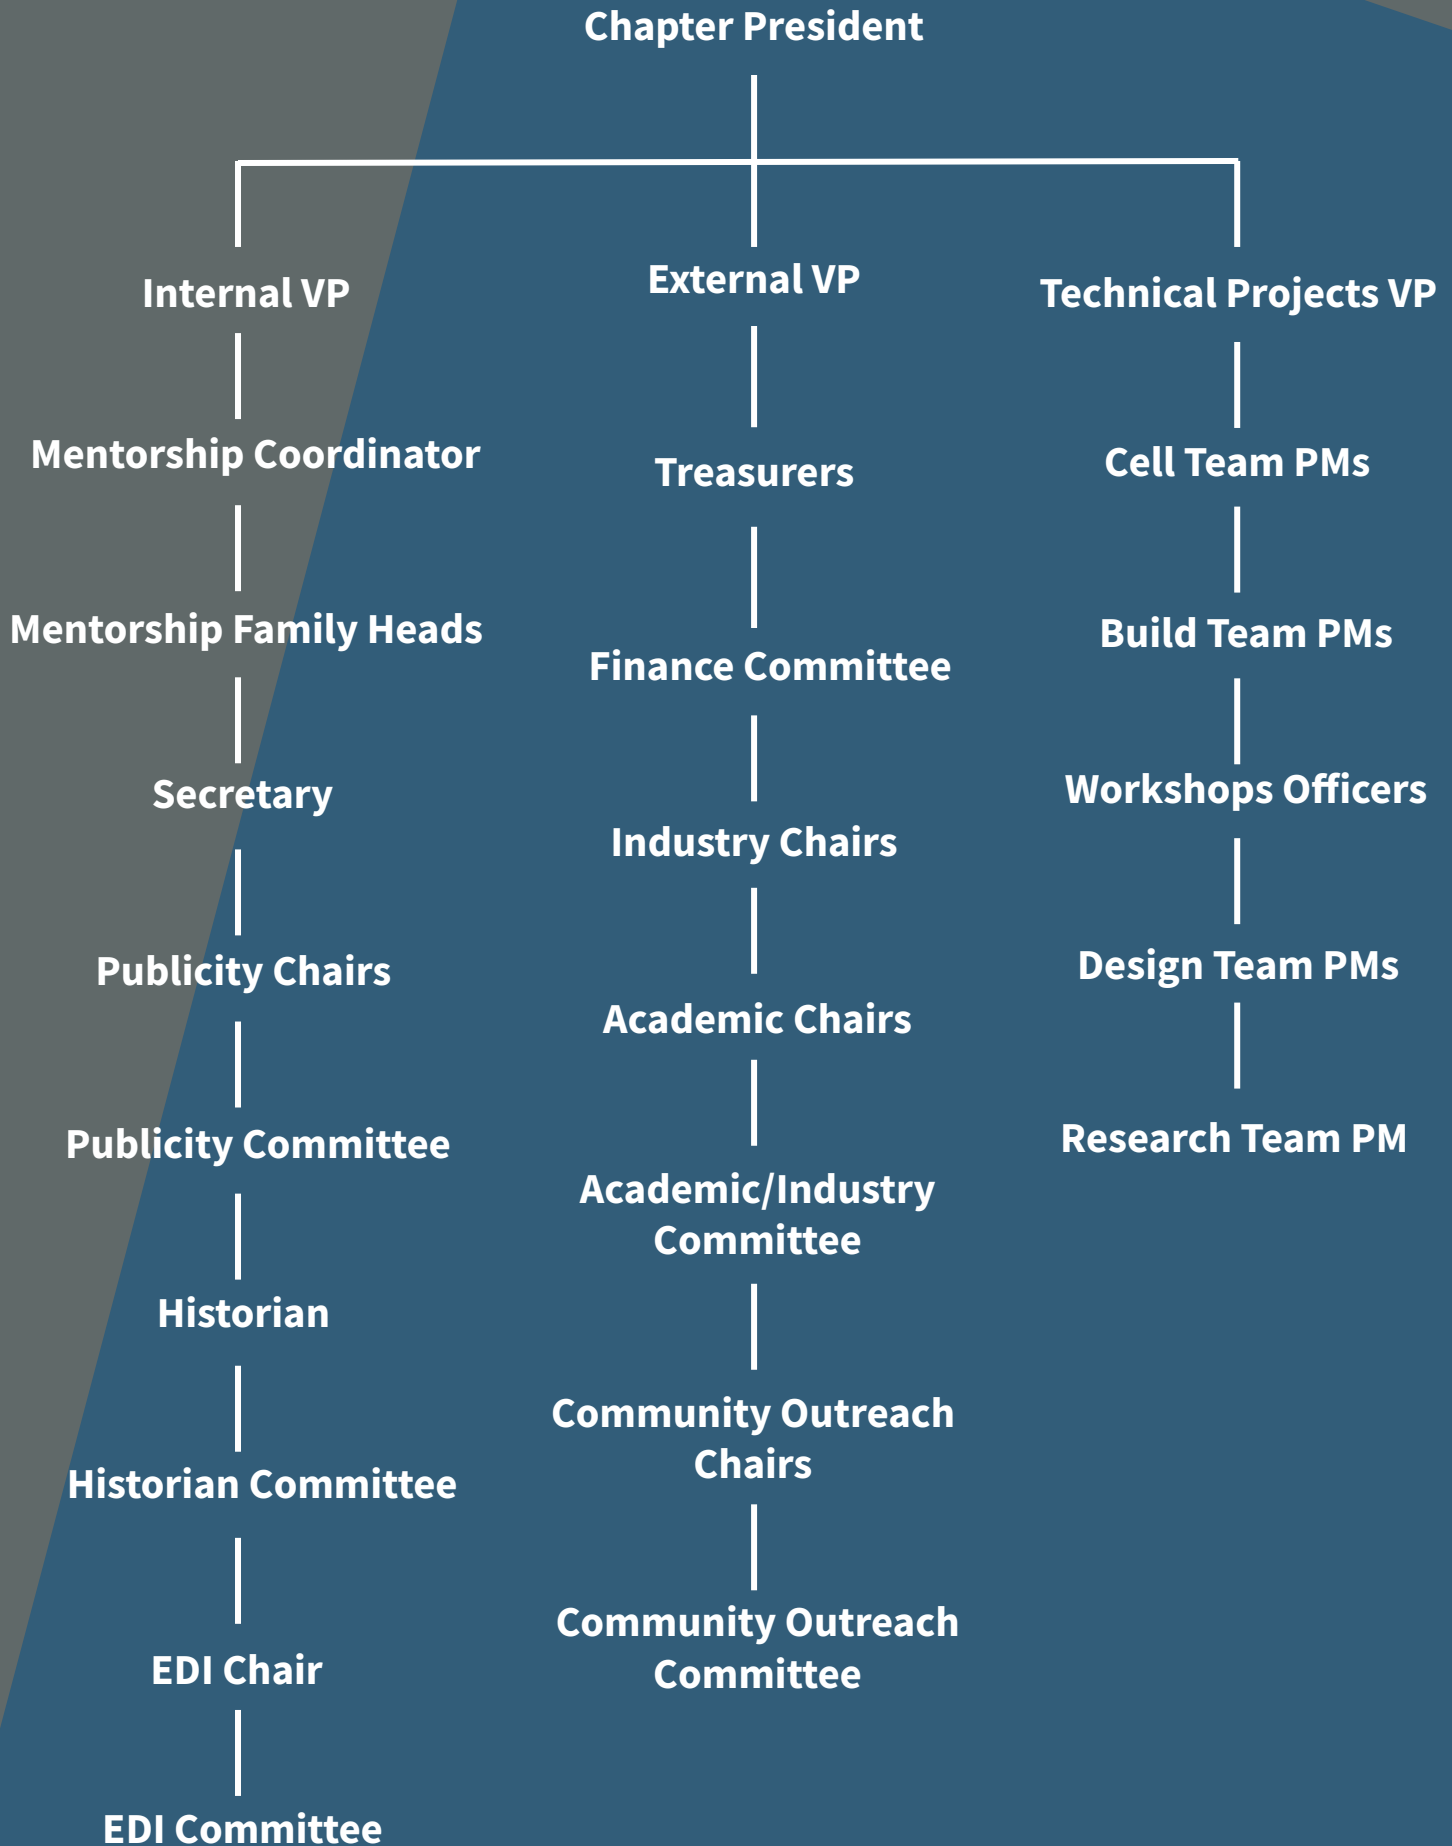 Chapter President
Internal VP
Mentorship Coordinator
Mentorship Family Heads
Secretary
Publicity Chairs
Publicity Committee
Historian
Historian Committee
EDI Chair
EDI Committee
External VP
Treasurers
Finance Committee
Industry Chairs
Academic Chairs
Academic/Industry
Committee
Community Outreach
Chairs
Community Outreach
Committee
Technical Projects VP
Cell Team PMs
Build Team PMs
Workshops Officers
Design Team PMs
Research Team PM